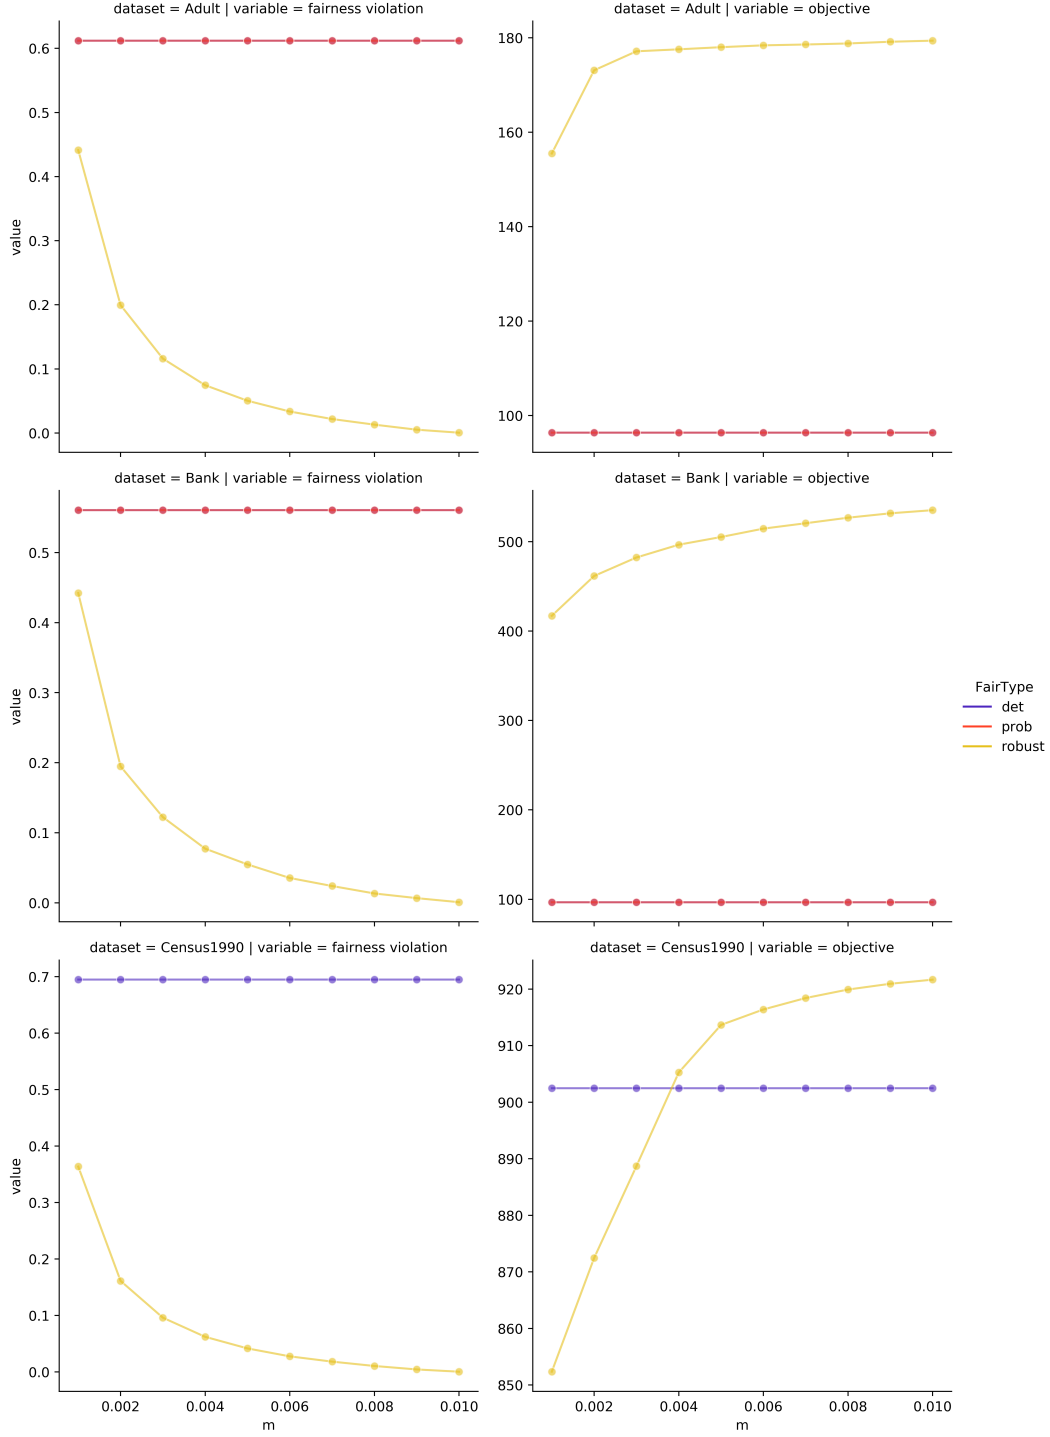 dataset = Adult | variable = fairness violation
0.6
0.5
0.4
0.3
0.2
0.1
0.0
value
dataset = Adult | variable = objective
180
160
140
120
100
dataset = Bank | variable = fairness violation
0.5
0.4
0.3
0.2
0.1
0.0
value
dataset = Bank | variable = objective
500
400
300
200
100
FairType
det
prob
robust
dataset = Census1990 | variable = fairness violation
0.7
0.6
0.5
0.4
0.3
0.2
0.1
0.0
value
0.002 0.004 0.006 0.008 0.010
m
dataset = Census1990 | variable = objective
920
910
900
890
880
870
860
850
0.002 0.004 0.006 0.008 0.010
m